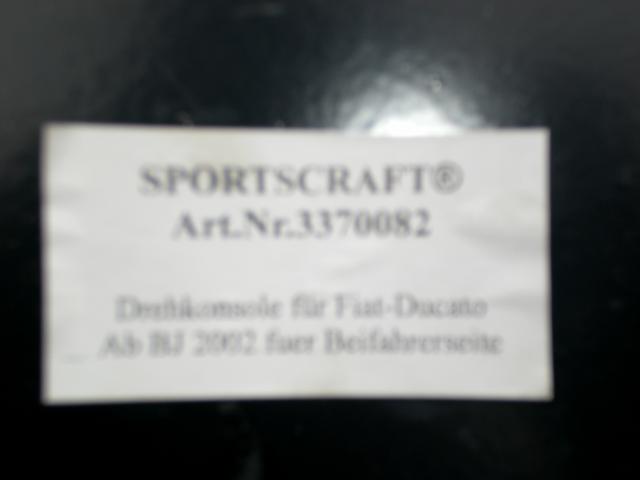 SPORTSCRAFT®
Art.Nr.3370082
Drehkonsole für Fiat-Ducato
Ab BJ 2002 fuer Beifahrerseite